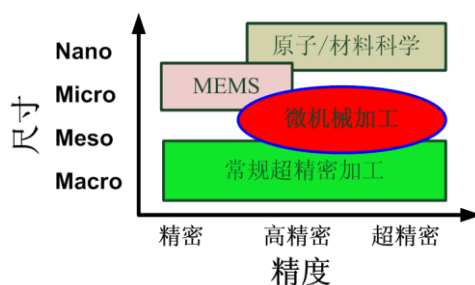 Nano
原子/材料科学
Micro
MEMS
微机械加工
尺寸
Meso
Macro
常规超精密加工
精密
高精密
超精密
精度